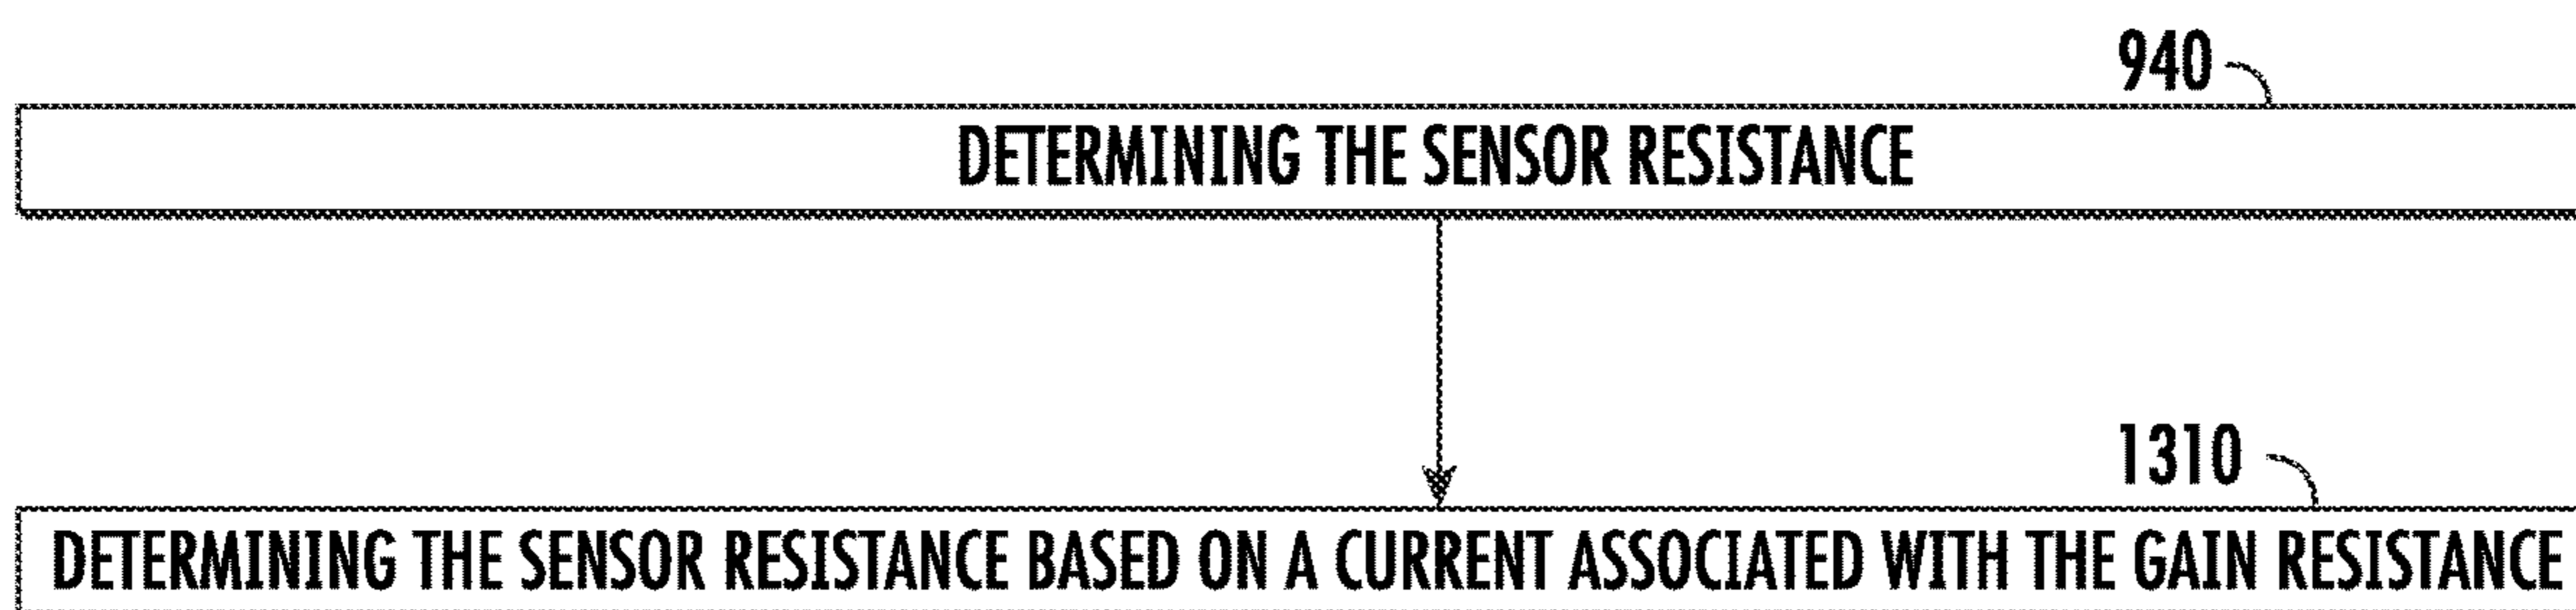 940
DETERMINING THE SENSOR RESISTANCE
1310
DETERMINING THE SENSOR RESISTANCE BASED ON A CURRENT ASSOCIATED WITH THE GAIN RESISTANCE